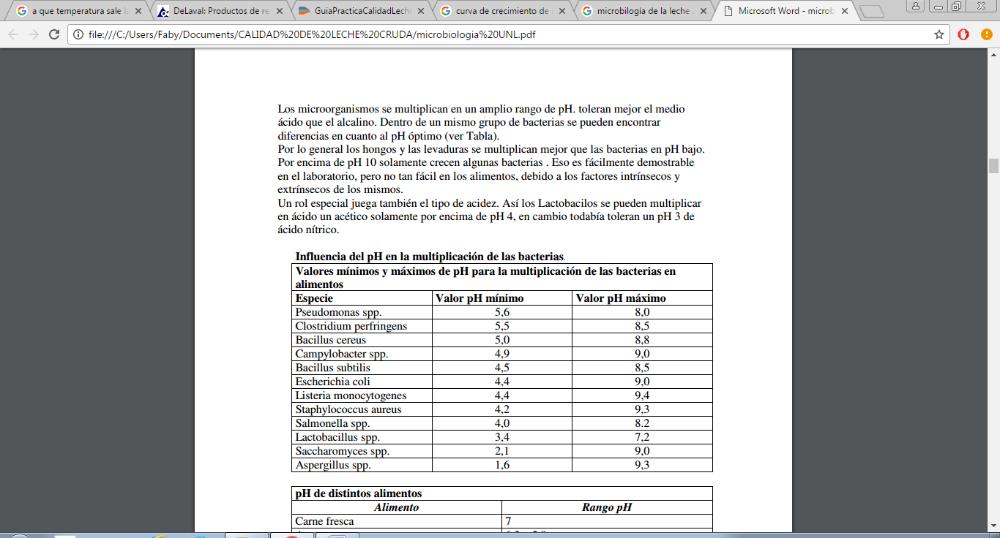 a que temperatura sale la
DeLaval: Productos de re
GuiaPracticaCalidadLech
curva de crecimiento de
microbilogía de la leche
Microsoft Word - microb
file:///C:/Users/Faby/Documents/CALIDAD%20DE%20LECHE%20CRUDA/microbiologia%20UNL.pdf
Los microorganismos se multiplican en un amplio rango de pH. toleran mejor el medio
ácido que el alcalino. Dentro de un mismo grupo de bacterias se pueden encontrar
diferencias en cuanto al pH óptimo (ver Tabla).
Por lo general los hongos y las levaduras se multiplican mejor que las bacterias en pH bajo.
Por encima de pH 10 solamente crecen algunas bacterias . Eso es fácilmente demostrable
en el laboratorio, pero no tan fácil en los alimentos, debido a los factores intrínsecos y
extrínsecos de los mismos.
Un rol especial juega también el tipo de acidez. Así los Lactobacilos se pueden multiplicar
en ácido un acético solamente por encima de pH 4, en cambio todabía toleran un pH 3 de
ácido nítrico.
Influencia del pH en la multiplicación de las bacterias.
Valores mínimos y máximos de pH para la multiplicación de las bacterias en
alimentos
Especie Valor pH mínimo Valor pH máximo
Pseudomonas spp. 5,6 8,0
Clostridium perfringens 5,5 8,5
Bacillus cereus 5,0 8,8
Campylobacter spp. 4,9 9,0
Bacillus subtilis 4,5 8,5
Escherichia coli 4,4 9,0
Listeria monocytogenes 4,4 9,4
Staphylococcus aureus 4,2 9,3
Salmonella spp. 4,0 8.2
Lactobacillus spp. 3,4 7,2
Saccharomyces spp. 2,1 9,0
Aspergillus spp. 1,6 9,3
pH de distintos alimentos
Alimento Rango pH
Carne fresca 7